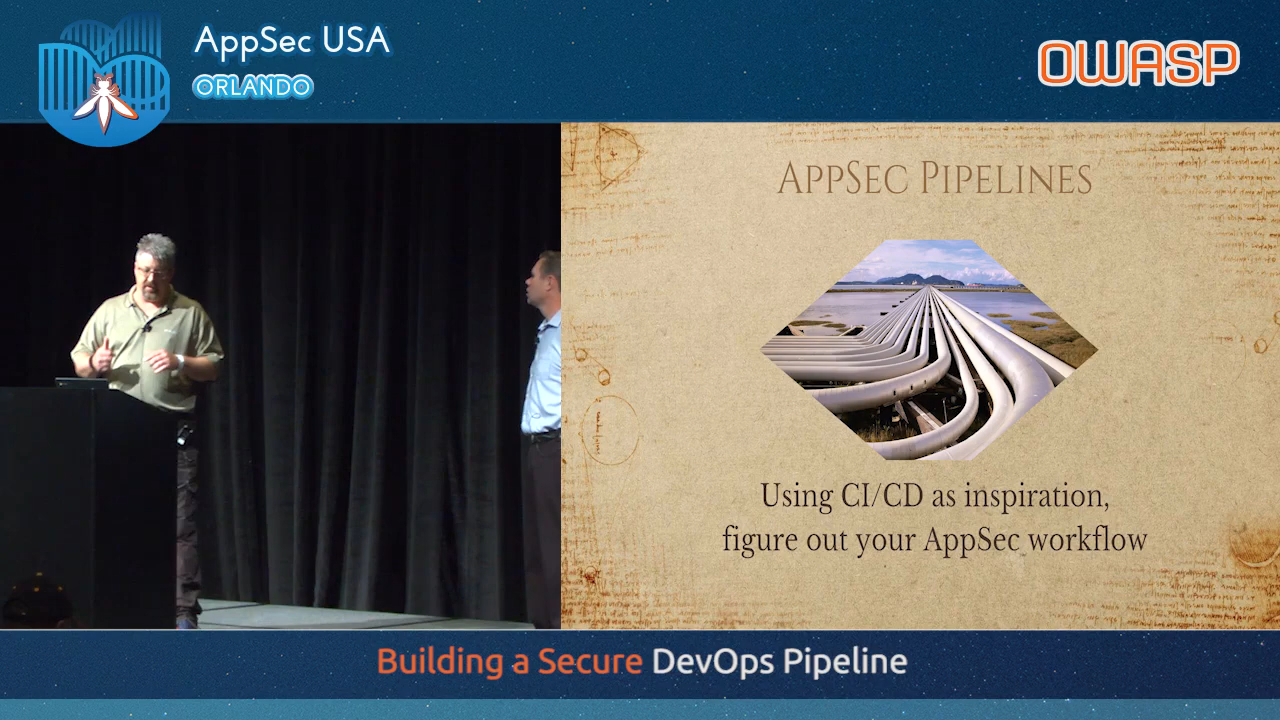 AppSec USA
ORLANDO
OWASP
APPSEC PIPELINES
Using CI/CD as inspiration,
figure out your AppSec workflow
Building a Secure DevOps Pipeline